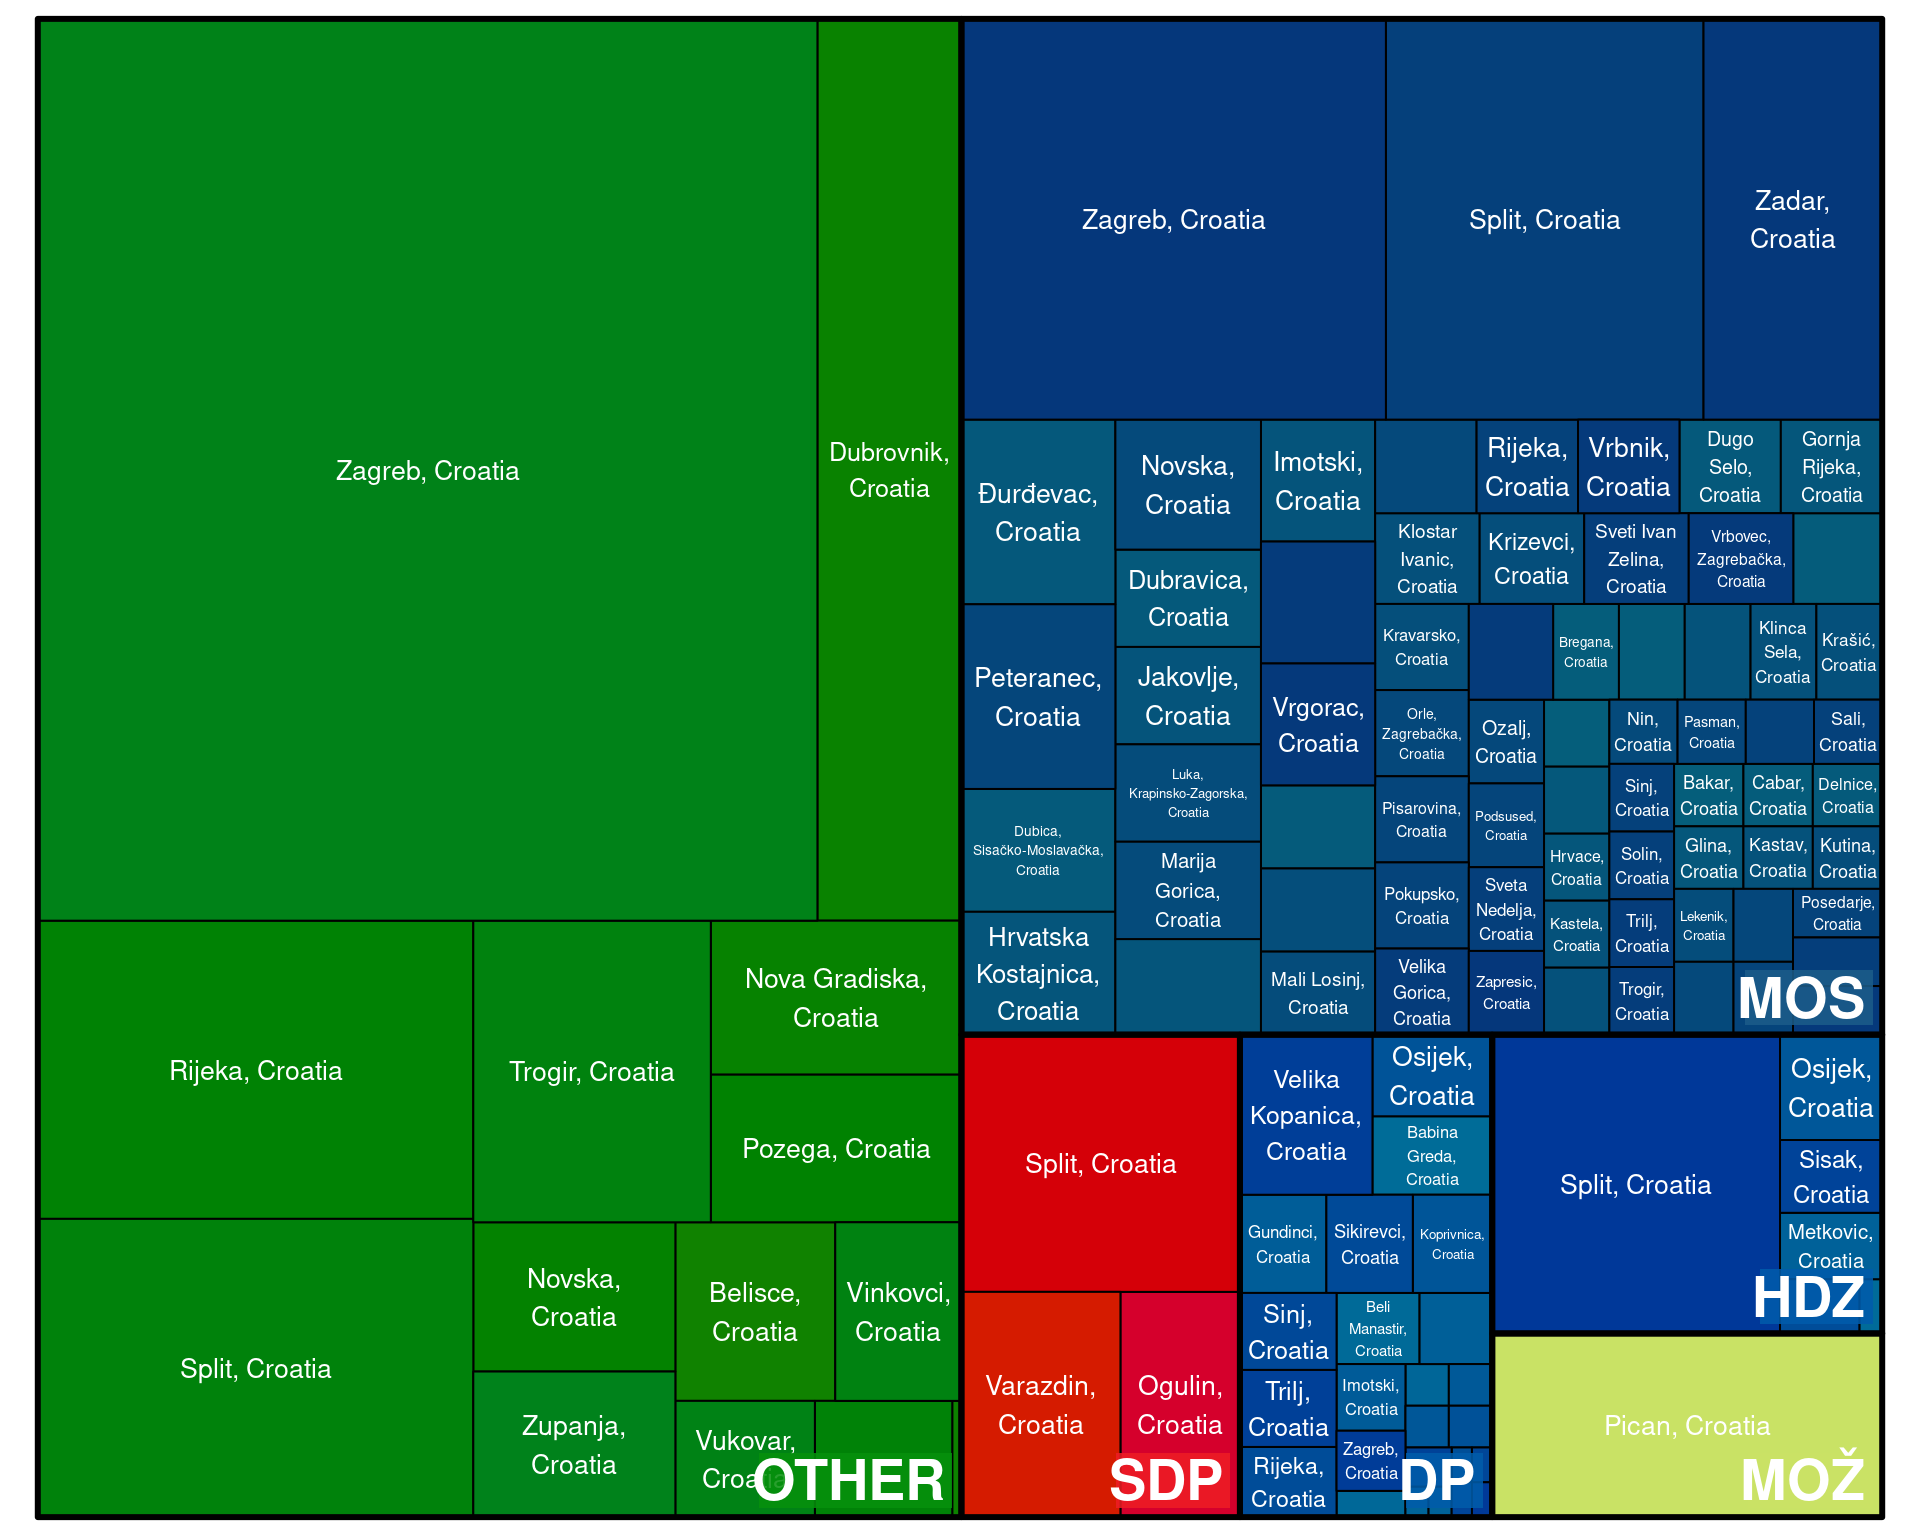 Zagreb, Croatia
Dubrovnik,
Croatia
Rijeka, Croatia
Trogir, Croatia
Nova Gradiska,
Croatia
Pozega, Croatia
Split, Croatia
Novska,
Croatia
Belisce,
Croatia
Vinkovci,
Croatia
Zupanja,
Croatia
Vukovar,
Croatia
OTHER
Zagreb, Croatia
Split, Croatia
Zadar,
Croatia
Đurđevac,
Croatia
Peteranec,
Croatia
Dubica,
Sisačko-Moslavačka,
Croatia
Hrvatska
Kostajnica,
Croatia
Novska,
Croatia
Dubravica,
Croatia
Jakovlje,
Croatia
Luka,
Krapinsko-Zagorska,
Croatia
Marija
Gorica,
Croatia
Imotski,
Croatia
Vrgorac,
Croatia
Mali Losinj,
Croatia
Rijeka,
Croatia
Vrbnik,
Croatia
Dugo
Selo,
Croatia
Gornja
Rijeka,
Croatia
Klostar
Ivanic,
Croatia
Krizevci,
Croatia
Sveti Ivan
Zelina,
Croatia
Vrbovec,
Zagrebačka,
Croatia
Kravarsko,
Croatia
Orle,
Zagrebačka,
Croatia
Pisarovina,
Croatia
Pokupsko,
Croatia
Velika
Gorica,
Croatia
Bregana,
Croatia
Klinca
Sela,
Croatia
Krašić,
Croatia
Ozalj,
Croatia
Podsused,
Croatia
Sveta
Nedelja,
Croatia
Zapresic,
Croatia
Hrvace,
Croatia
Kastela,
Croatia
Nin,
Croatia
Pasman,
Croatia
Sali,
Croatia
Sinj,
Croatia
Solin,
Croatia
Trilj,
Croatia
Trogir,
Croatia
Bakar,
Croatia
Cabar,
Croatia
Delnice,
Croatia
Glina,
Croatia
Kastav,
Croatia
Kutina,
Croatia
Lekenik,
Croatia
Posedarje,
Croatia
MOS
Split, Croatia
Varazdin,
Croatia
Ogulin,
Croatia
SDP
Velika
Kopanica,
Croatia
Osijek,
Croatia
Babina
Greda,
Croatia
Gundinci,
Croatia
Sikirevci,
Croatia
Koprivnica,
Croatia
Sinj,
Croatia
Trilj,
Croatia
Rijeka,
Croatia
Beli
Manastir,
Croatia
Imotski,
Croatia
Zagreb,
Croatia
DP
Split, Croatia
Osijek,
Croatia
Sisak,
Croatia
Metkovic,
Croatia
HDZ
Pican, Croatia
MOŽ